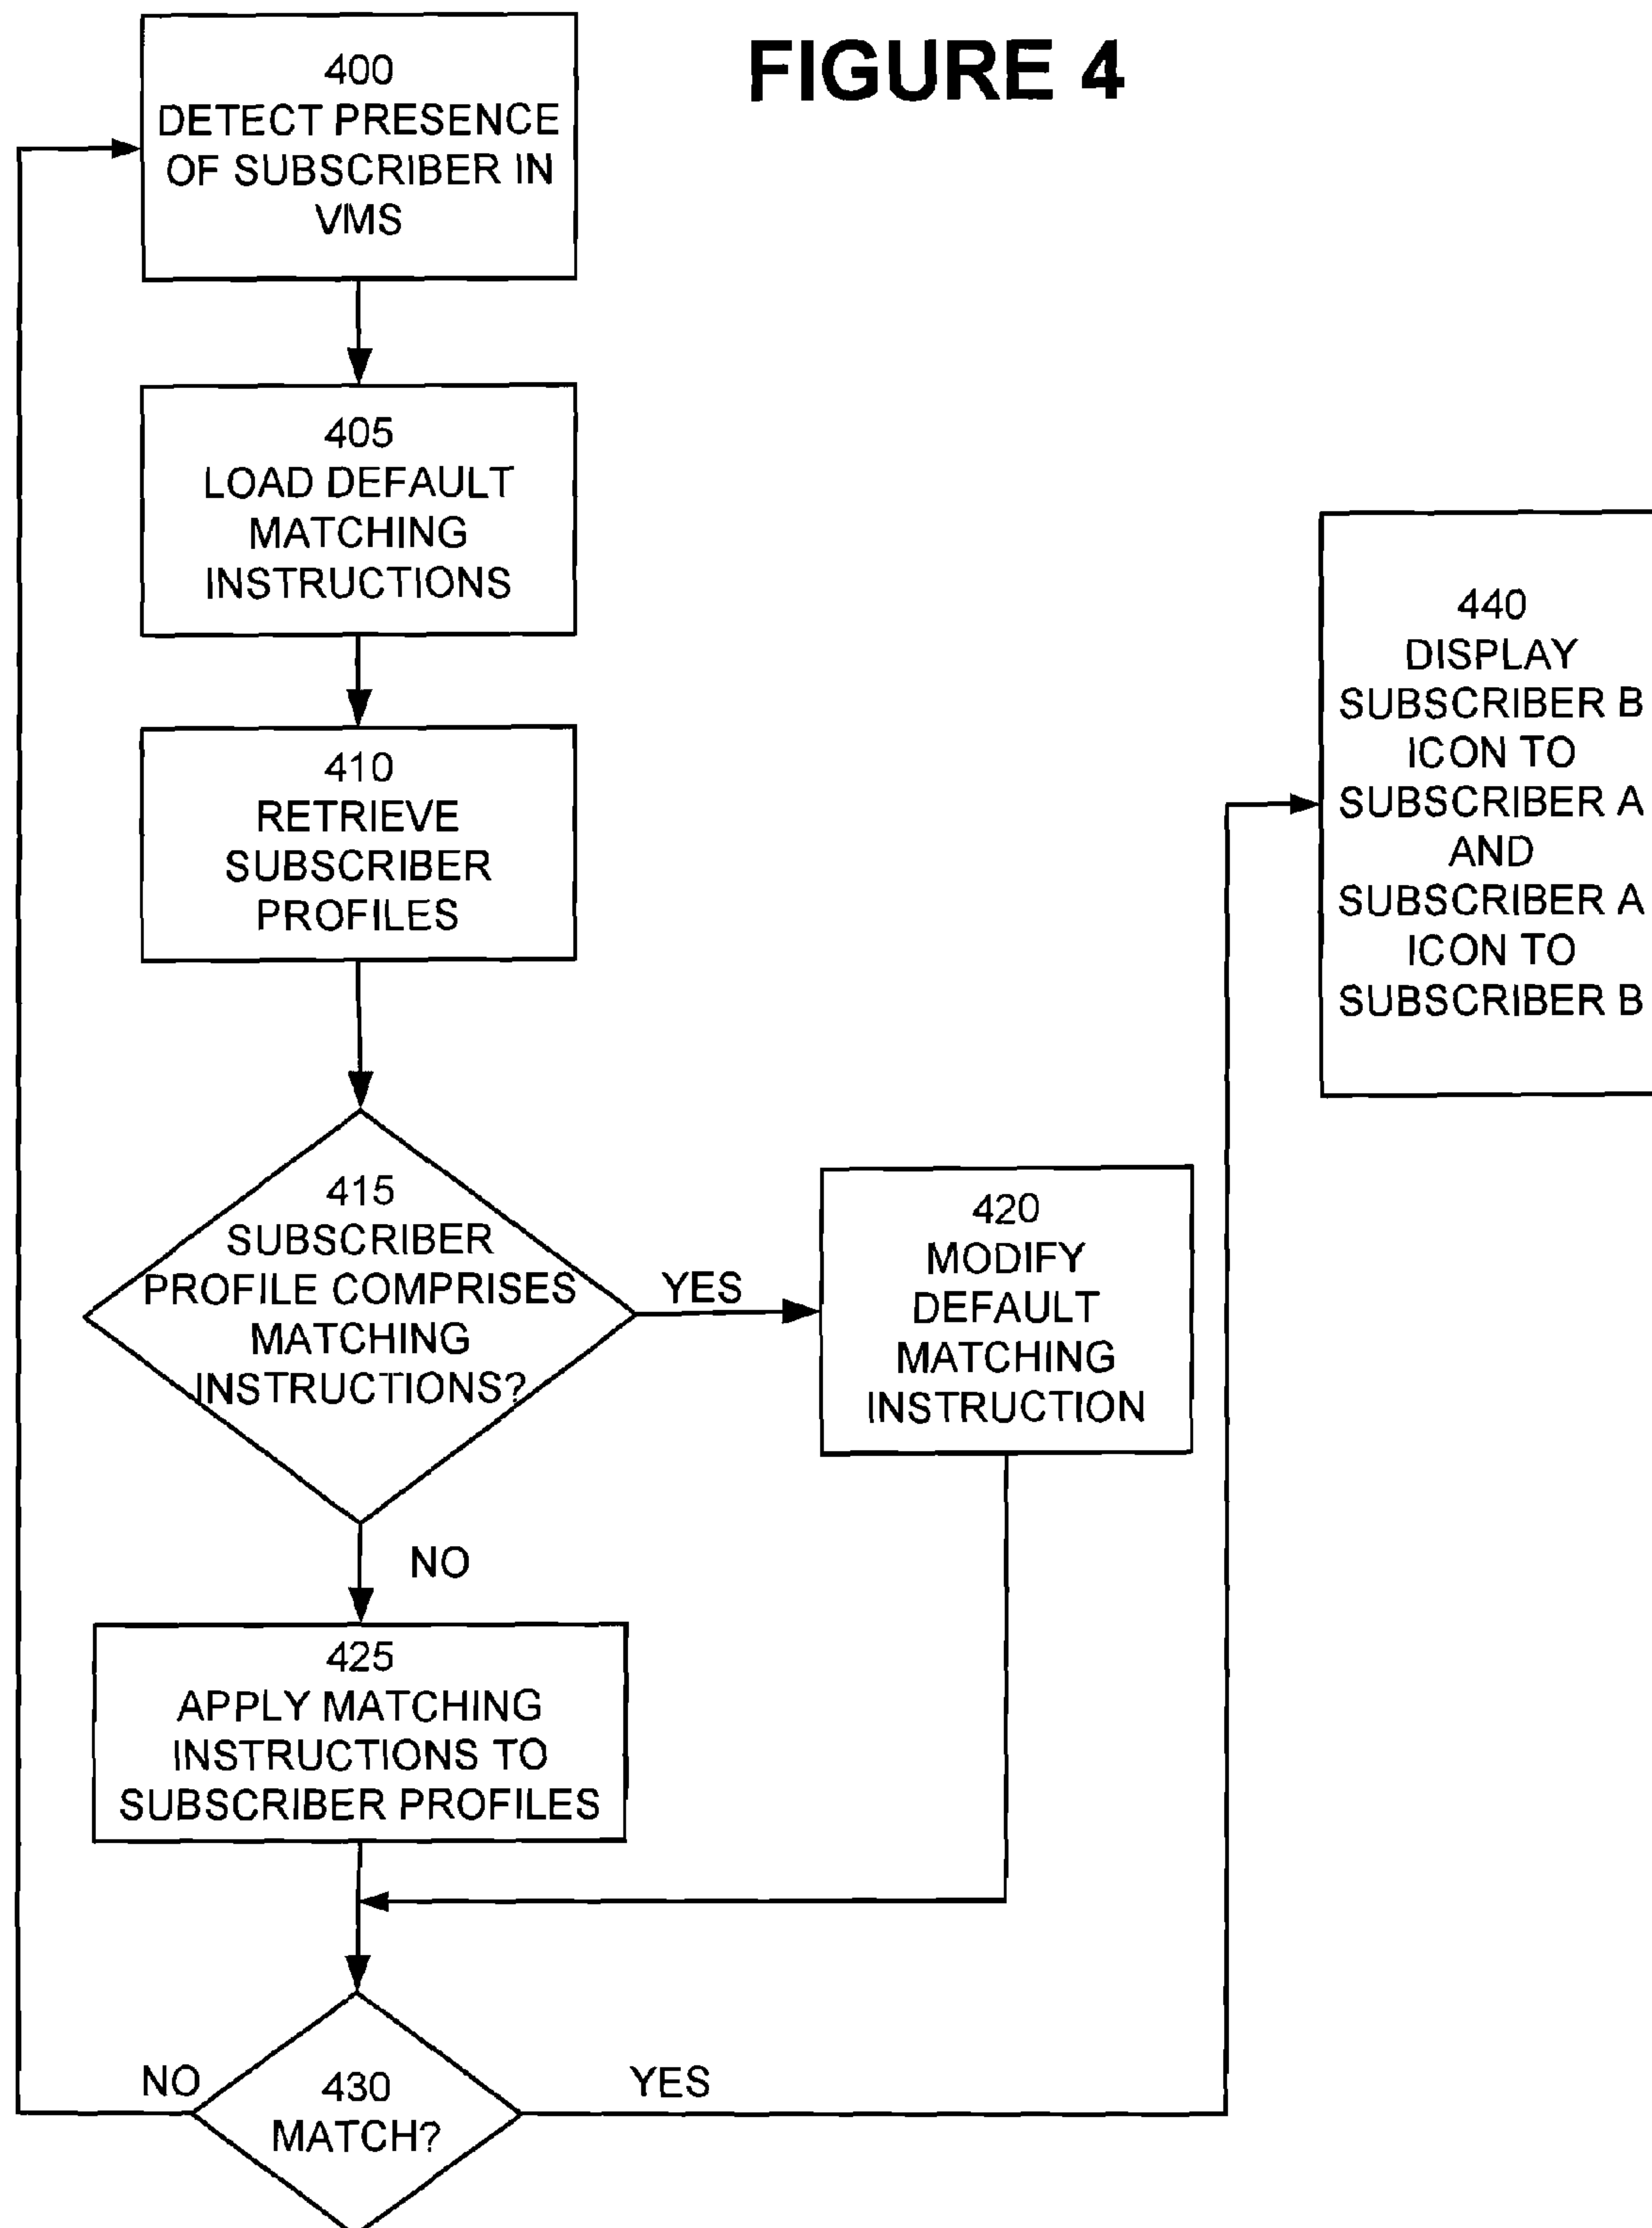 FIGURE 4
400
DETECT PRESENCE
OF SUBSCRIBER IN
VMS
405
LOAD DEFAULT
MATCHING
INSTRUCTIONS
410
RETRIEVE
SUBSCRIBER
PROFILES
415
SUBSCRIBER
PROFILE COMPRISES
MATCHING
INSTRUCTIONS?
YES
420
MODIFY
DEFAULT
MATCHING
INSTRUCTION
NO
425
APPLY MATCHING
INSTRUCTIONS TO
SUBSCRIBER PROFILES
430
MATCH?
NO
YES
440
DISPLAY
SUBSCRIBER B
ICON TO
SUBSCRIBER A
AND
SUBSCRIBER A
ICON TO
SUBSCRIBER B